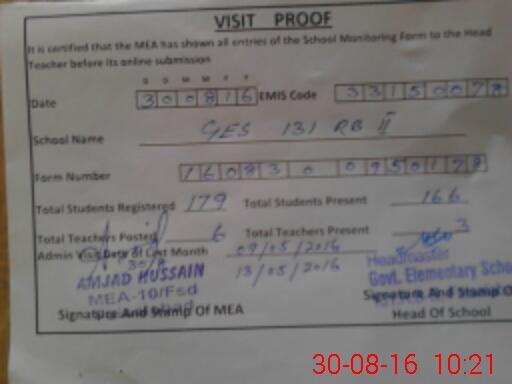 VISIT PROOF
It is certified that the MEA has shown all entries of the School Monitoring Form to the Head
Teacher before its online submission
D D M M Y Y
Date 300816 EMIS Code 33150078
School Name GES 131 RB II
Form Number 1608300950178
Total Students Registered 179 Total Students Present 166
Total Teachers Posted 6 Total Teachers Present 3
Admin Visit Date of Last Month 09/05/2016
13/05/2016
AMJAD HUSSAIN
MEA-10/Fsd
Headmaster
Govt. Elementary School
Signature And Stamp Of MEA
Signature And Stamp Of
Head Of School
30-08-16 10:21